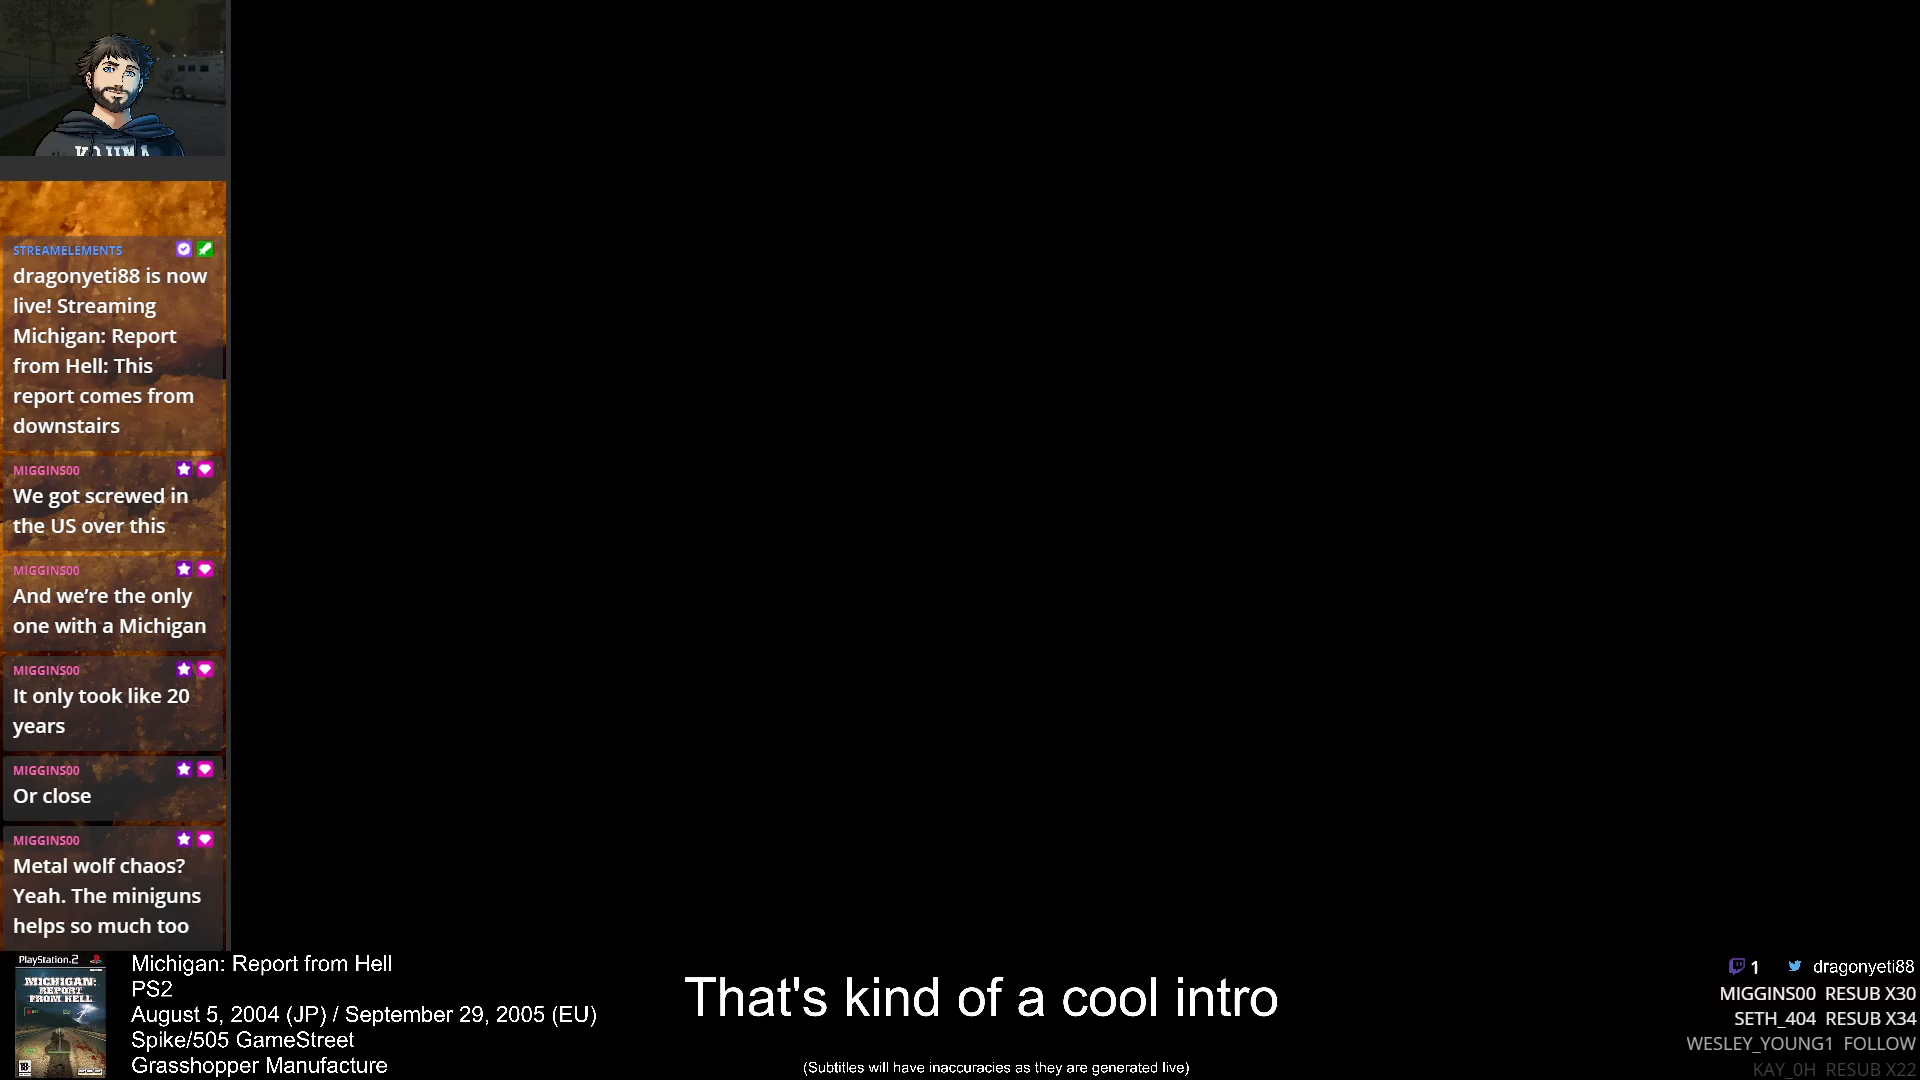 STREAMELEMENTS
dragonyeti88 is now
live! Streaming
Michigan: Report
from Hell: This
report comes from
downstairs
MIGGINS00
We got screwed in
the US over this
MIGGINS00
And we’re the only
one with a Michigan
MIGGINS00
It only took like 20
years
MIGGINS00
Or close
MIGGINS00
Metal wolf chaos?
Yeah. The miniguns
helps so much too
PlayStation.2
MICHIGAN:
REPORT
FROM HELL
18
Michigan: Report from Hell
PS2
August 5, 2004 (JP) / September 29, 2005 (EU)
Spike/505 GameStreet
Grasshopper Manufacture
That's kind of a cool intro
(Subtitles will have inaccuracies as they are generated live)
1 dragonyeti88
MIGGINS00 RESUB X30
SETH_404 RESUB X34
WESLEY_YOUNG1 FOLLOW
KAY_0H RESUB X22